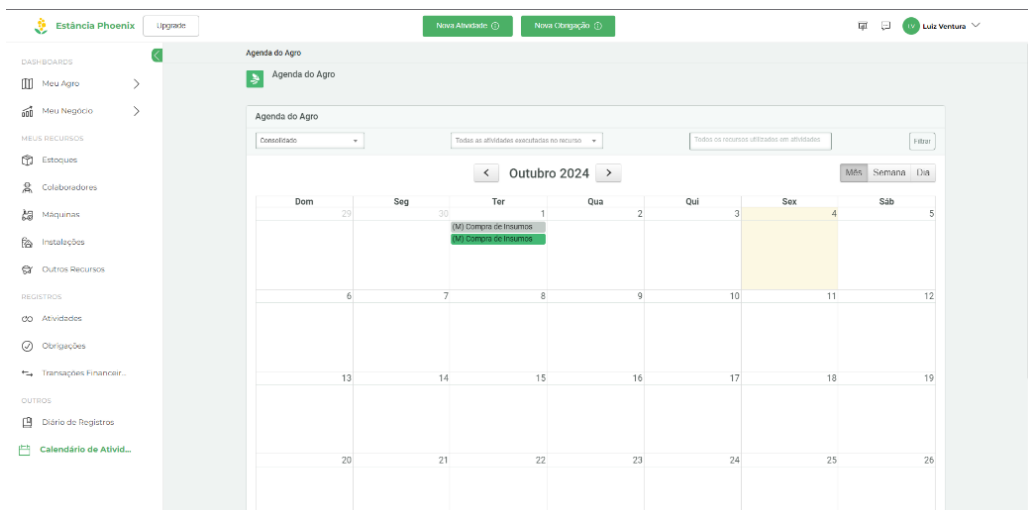 Estância Phoenix
Upgrade
Nova Atividade
Nova Obrigação
LV
Luiz Ventura
DASHBOARDS
Meu Agro
Meu Negócio
MEUS RECURSOS
Estoques
Colaboradores
Máquinas
Instalações
Outros Recursos
REGISTROS
Atividades
Obrigações
Transações Financeir...
OUTROS
Diário de Registros
Calendário de Ativid...
Agenda do Agro
Agenda do Agro
Agenda do Agro
Consolidado
Todas as atividades executadas no recurso
Todos os recursos utilizados em atividades
Filtrar
Outubro 2024
Mês Semana Dia
Dom Seg Ter Qua Qui Sex Sáb
29 30 1 2 3 4 5
(M) Compra de Insumos
(M) Compra de Insumos
6 7 8 9 10 11 12
13 14 15 16 17 18 19
20 21 22 23 24 25 26